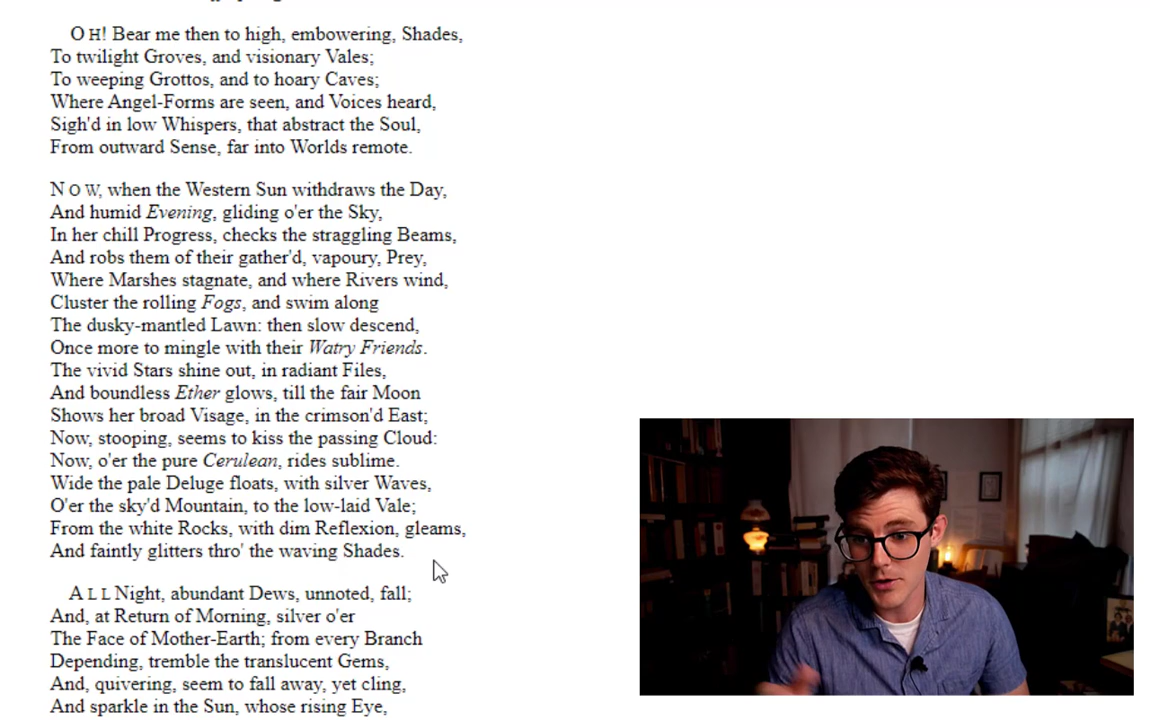 OH! Bear me then to high, embowering, Shades,
To twilight Groves, and visionary Vales;
To weeping Grottos, and to hoary Caves;
Where Angel-Forms are seen, and Voices heard,
Sigh'd in low Whispers, that abstract the Soul,
From outward Sense, far into Worlds remote.
NOW, when the Western Sun withdraws the Day,
And humid Evening, gliding o'er the Sky,
In her chill Progress, checks the straggling Beams,
And robs them of their gather'd, vapoury, Prey,
Where Marshes stagnate, and where Rivers wind,
Cluster the rolling Fogs, and swim along
The dusky-mantled Lawn: then slow descend,
Once more to mingle with their Watry Friends.
The vivid Stars shine out, in radiant Files,
And boundless Ether glows, till the fair Moon
Shows her broad Visage, in the crimson'd East;
Now, stooping, seems to kiss the passing Cloud:
Now, o'er the pure Cerulean, rides sublime.
Wide the pale Deluge floats, with silver Waves,
O'er the sky'd Mountain, to the low-laid Vale;
From the white Rocks, with dim Reflexion, gleams,
And faintly glitters thro' the waving Shades.
ALL Night, abundant Dews, unnoted, fall;
And, at Return of Morning, silver o'er
The Face of Mother-Earth; from every Branch
Depending, tremble the translucent Gems,
And, quivering, seem to fall away, yet cling,
And sparkle in the Sun, whose rising Eye,